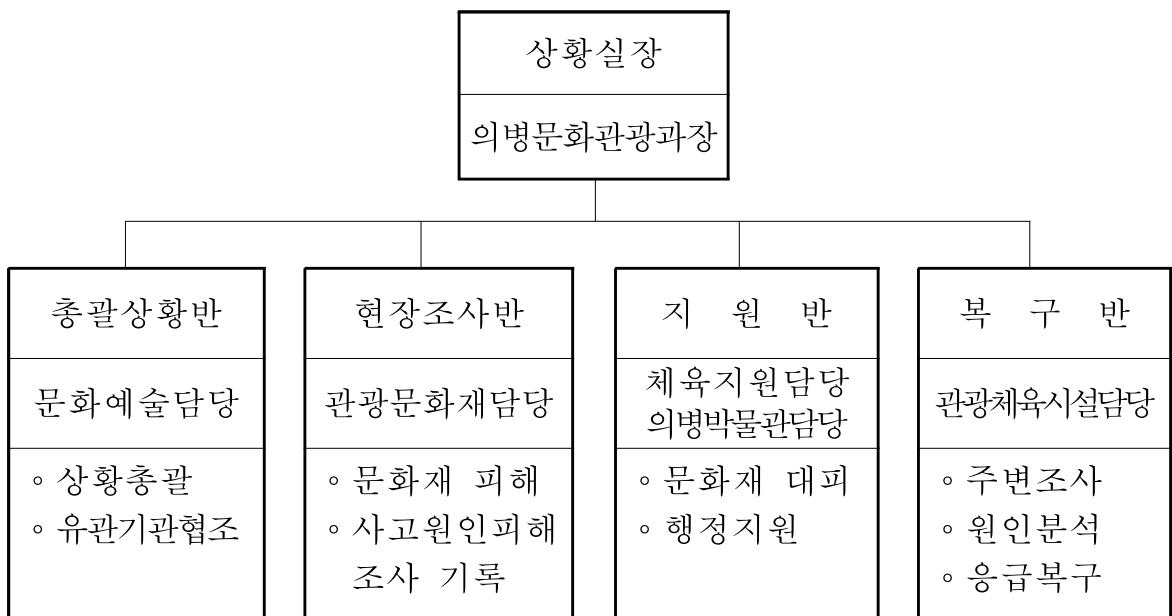 상황실장
의병문화관광과장
총괄상황반
문화예술담당
◦ 상황총괄
◦ 유관기관협조
현장조사반
관광문화재담당
◦ 문화재 피해
◦ 사고원인피해
조사 기록
지 원 반
체육지원담당
의병박물관담당
◦ 문화재 대피
◦ 행정지원
복 구 반
관광체육시설담당
◦ 주변조사
◦ 원인분석
◦ 응급복구